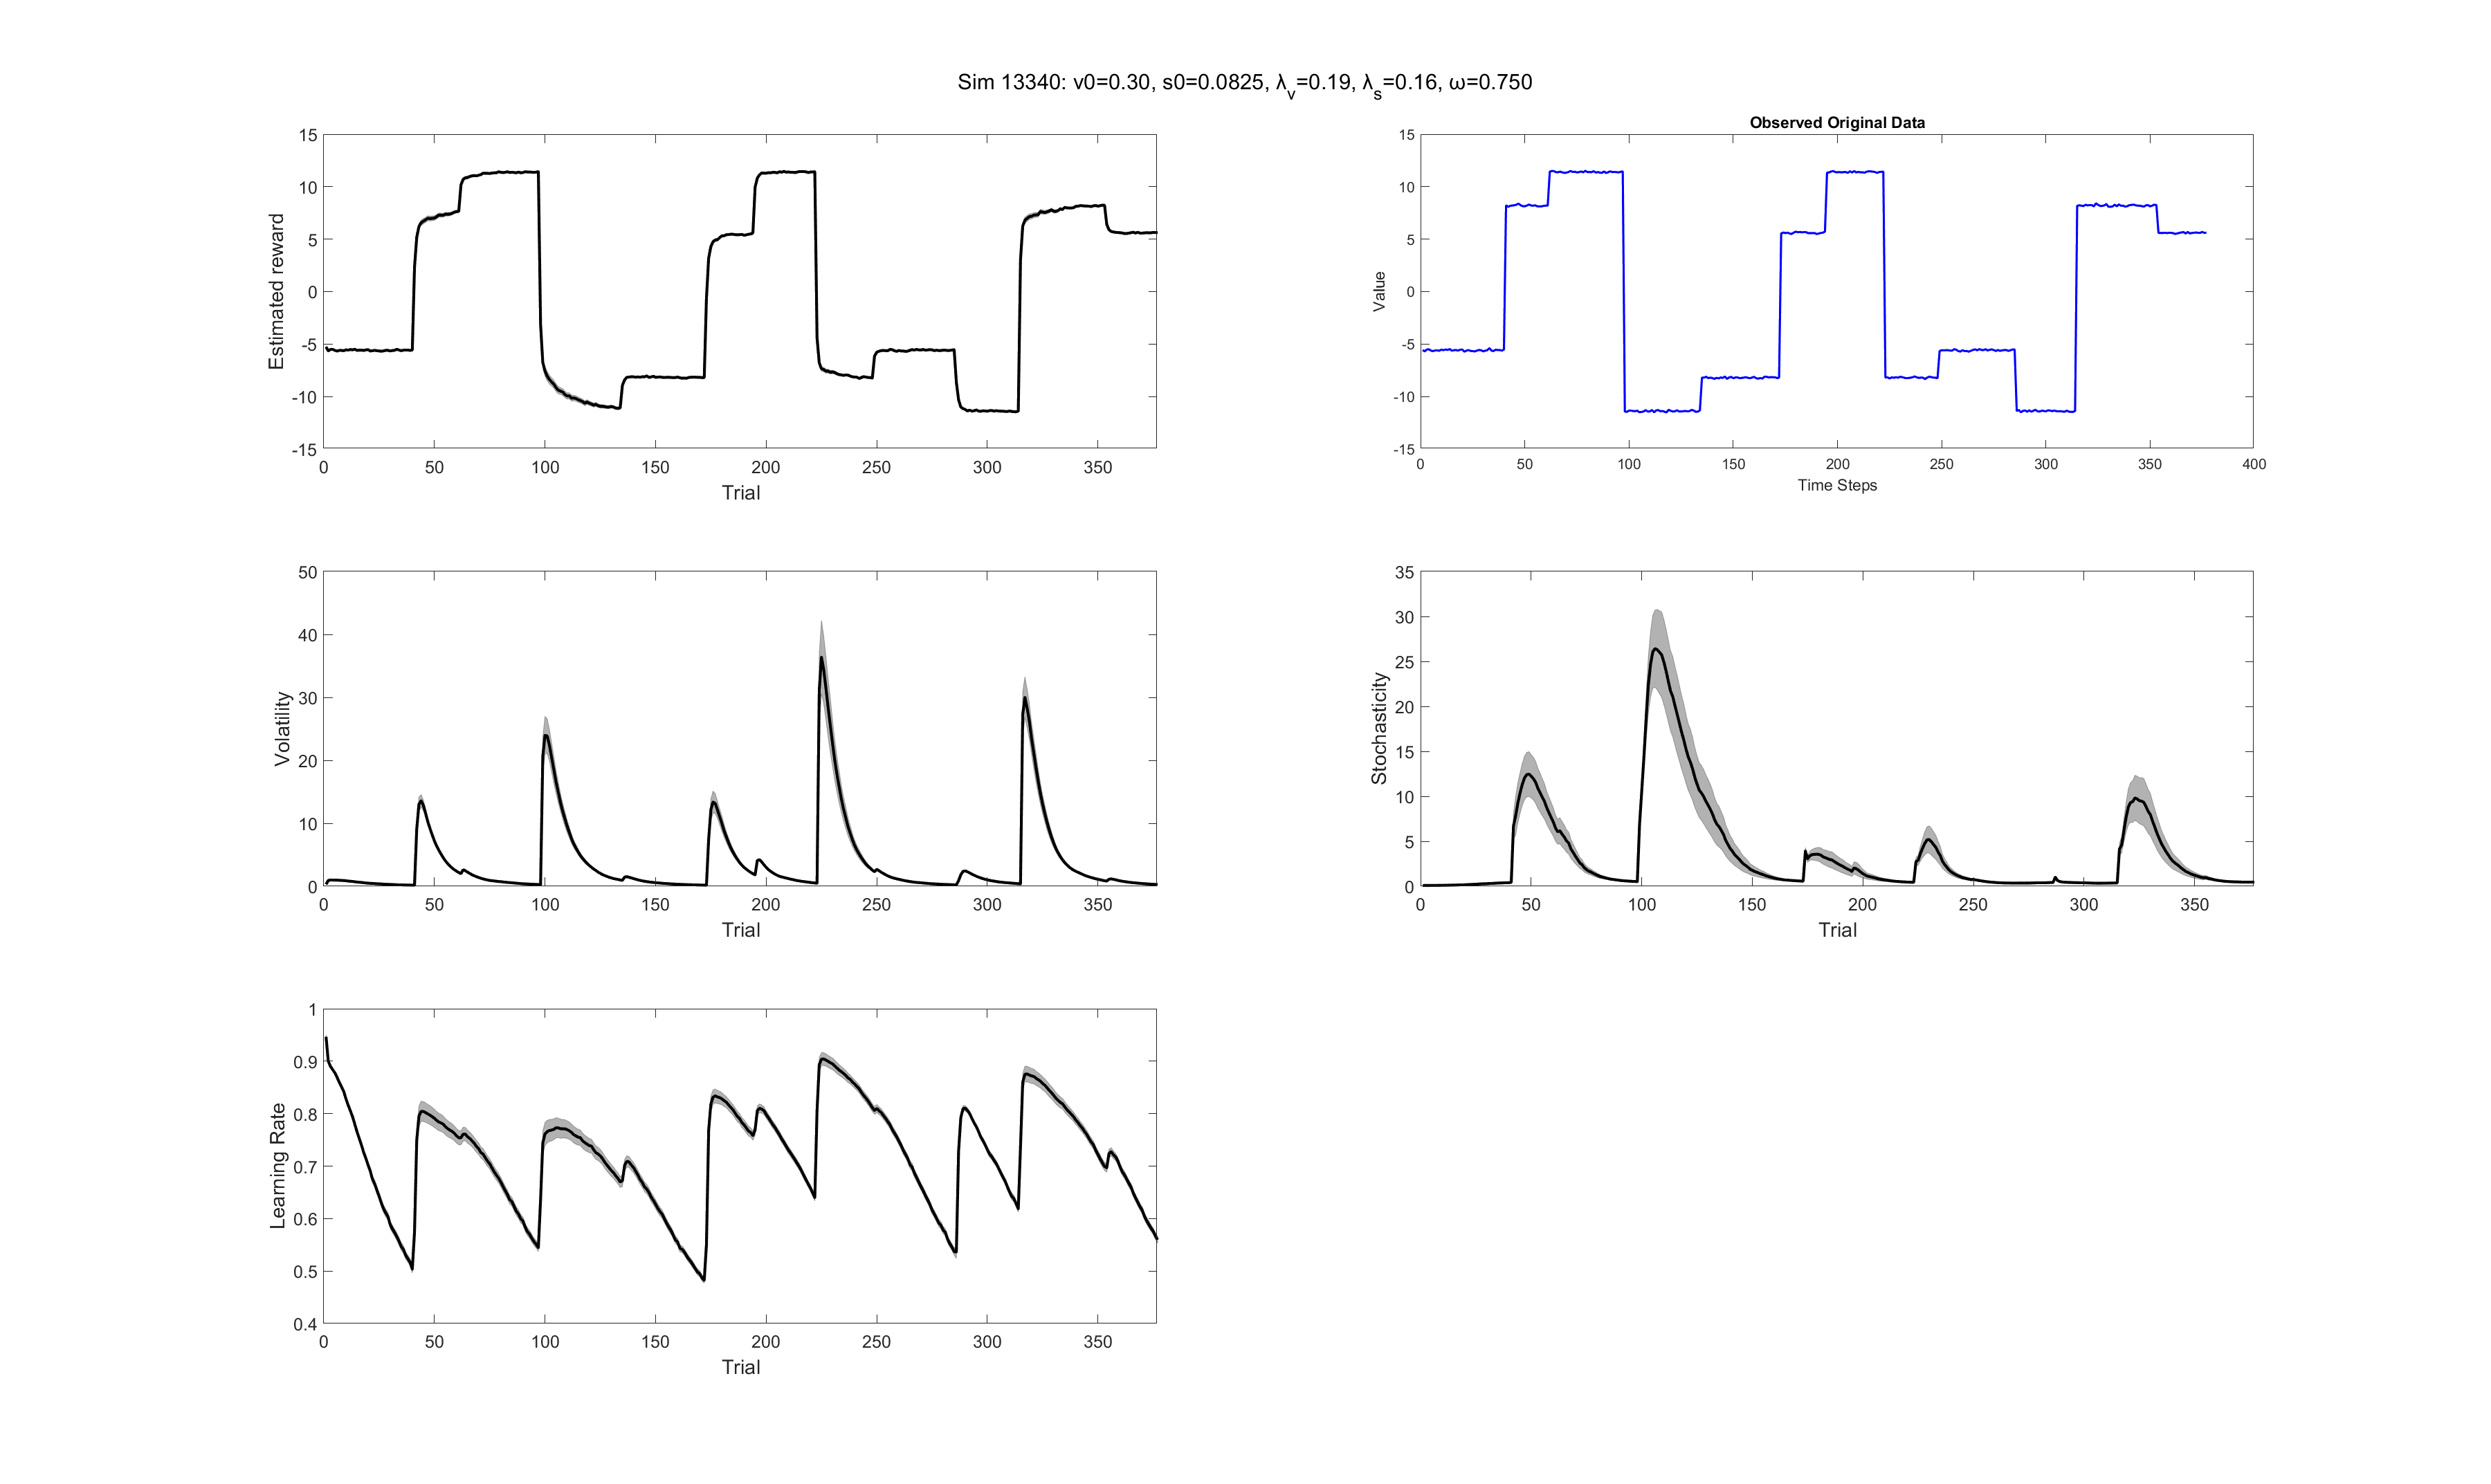 Sim 13340: v0=0.30, s0=0.0825, λv=0.19, λs=0.16, ω=0.750
15
10
5
0
-5
-10
-15
Estimated reward
0 50 100 150 200 250 300 350
Trial
Observed Original Data
15
10
5
0
-5
-10
-15
Value
0 50 100 150 200 250 300 350 400
Time Steps
50
40
30
20
10
0
Volatility
0 50 100 150 200 250 300 350
Trial
35
30
25
20
15
10
5
0
Stochasticity
0 50 100 150 200 250 300 350
Trial
1
0.9
0.8
0.7
0.6
0.5
0.4
Learning Rate
0 50 100 150 200 250 300 350
Trial